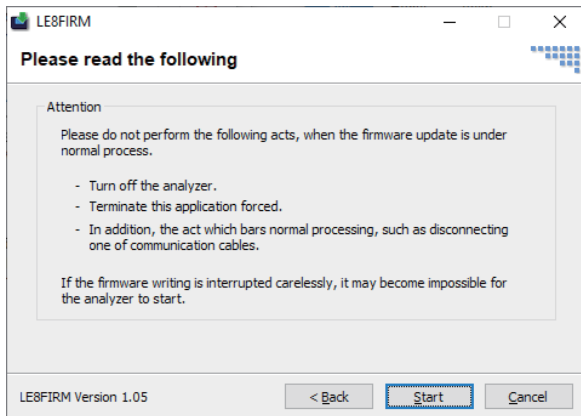 LE8FIRM
Please read the following
Attention
Please do not perform the following acts, when the firmware update is under
normal process.
- Turn off the analyzer.
- Terminate this application forced.
- In addition, the act which bars normal processing, such as disconnecting
one of communication cables.
If the firmware writing is interrupted carelessly, it may become impossible for
the analyzer to start.
LE8FIRM Version 1.05
< Back
Start
Cancel